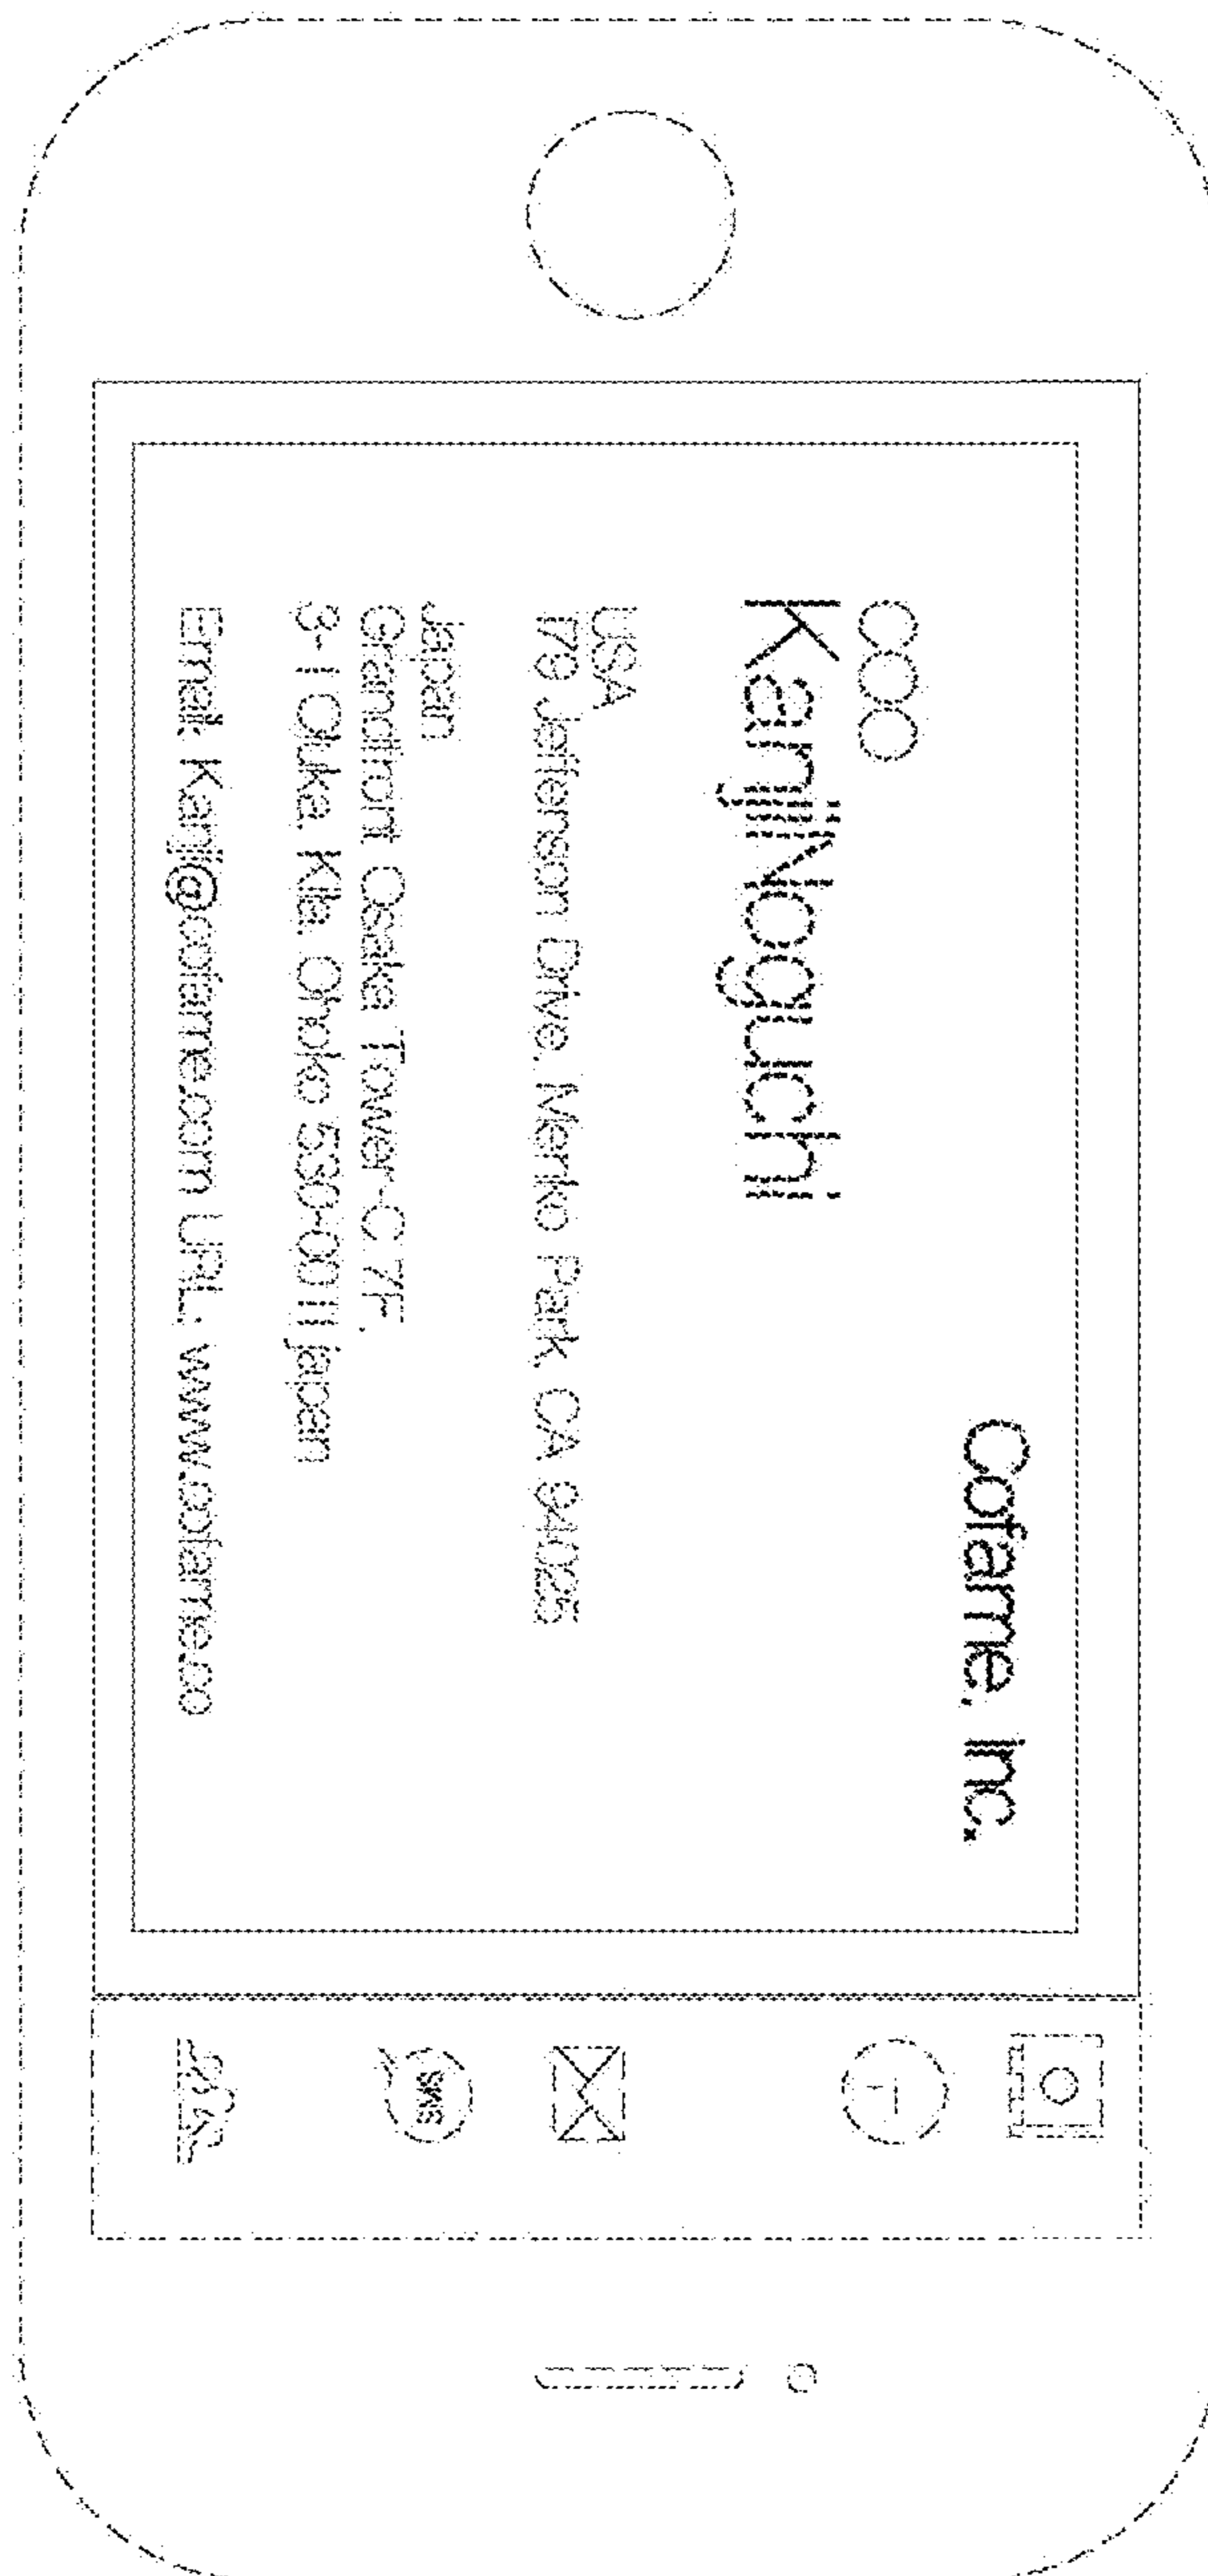 Cofame, Inc.
COO
KanjiNoguchi
USA
179 Jefferson Drive, Menlo Park, CA 94025
Japan
Grandfront Osaka Tower-C 7F,
3-1 Ofuka, Kita, Ohoko 530-0011 japan
Email: Kanji@cofame.com URL: www.cofame.co
SMS